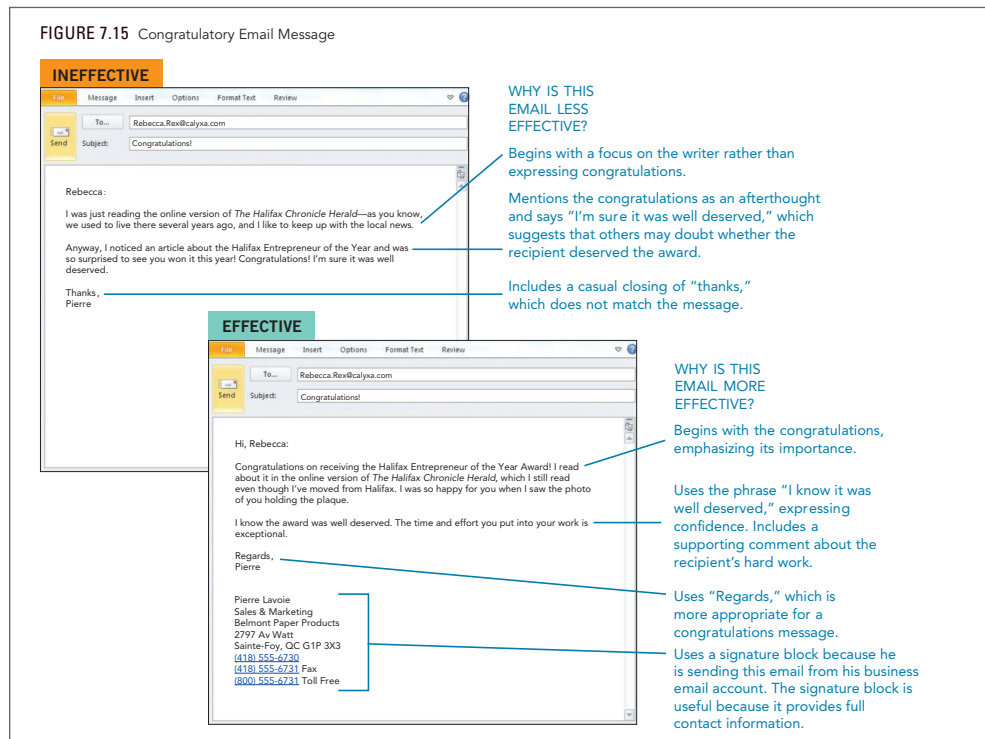 FIGURE 7.15 Congratulatory Email Message
INEFFECTIVE
File Message Insert Options Format Text Review
To... Rebecca.Rex@calyxa.com
Send Subject: Congratulations!
Rebecca:
I was just reading the online version of The Halifax Chronicle Herald—as you know,
we used to live there several years ago, and I like to keep up with the local news.
Anyway, I noticed an article about the Halifax Entrepreneur of the Year and was
so surprised to see you won it this year! Congratulations! I'm sure it was well
deserved.
Thanks,
Pierre
WHY IS THIS
EMAIL LESS
EFFECTIVE?
Begins with a focus on the writer rather than
expressing congratulations.
Mentions the congratulations as an afterthought
and says "I'm sure it was well deserved," which
suggests that others may doubt whether the
recipient deserved the award.
Includes a casual closing of "thanks,"
which does not match the message.
EFFECTIVE
File Message Insert Options Format Text Review
To... Rebecca.Rex@calyxa.com
Send Subject: Congratulations!
Hi, Rebecca:
Congratulations on receiving the Halifax Entrepreneur of the Year Award! I read
about it in the online version of The Halifax Chronicle Herald, which I still read
even though I've moved from Halifax. I was so happy for you when I saw the photo
of you holding the plaque.
I know the award was well deserved. The time and effort you put into your work is
exceptional.
Regards,
Pierre
Pierre Lavoie
Sales & Marketing
Belmont Paper Products
2797 Av Watt
Sainte-Foy, QC G1P 3X3
(418) 555-6730
(418) 555-6731 Fax
(800) 555-6731 Toll Free
WHY IS THIS
EMAIL MORE
EFFECTIVE?
Begins with the congratulations,
emphasizing its importance.
Uses the phrase "I know it was
well deserved," expressing
confidence. Includes a
supporting comment about the
recipient's hard work.
Uses "Regards," which is
more appropriate for a
congratulations message.
Uses a signature block because he
is sending this email from his business
email account. The signature block is
useful because it provides full
contact information.